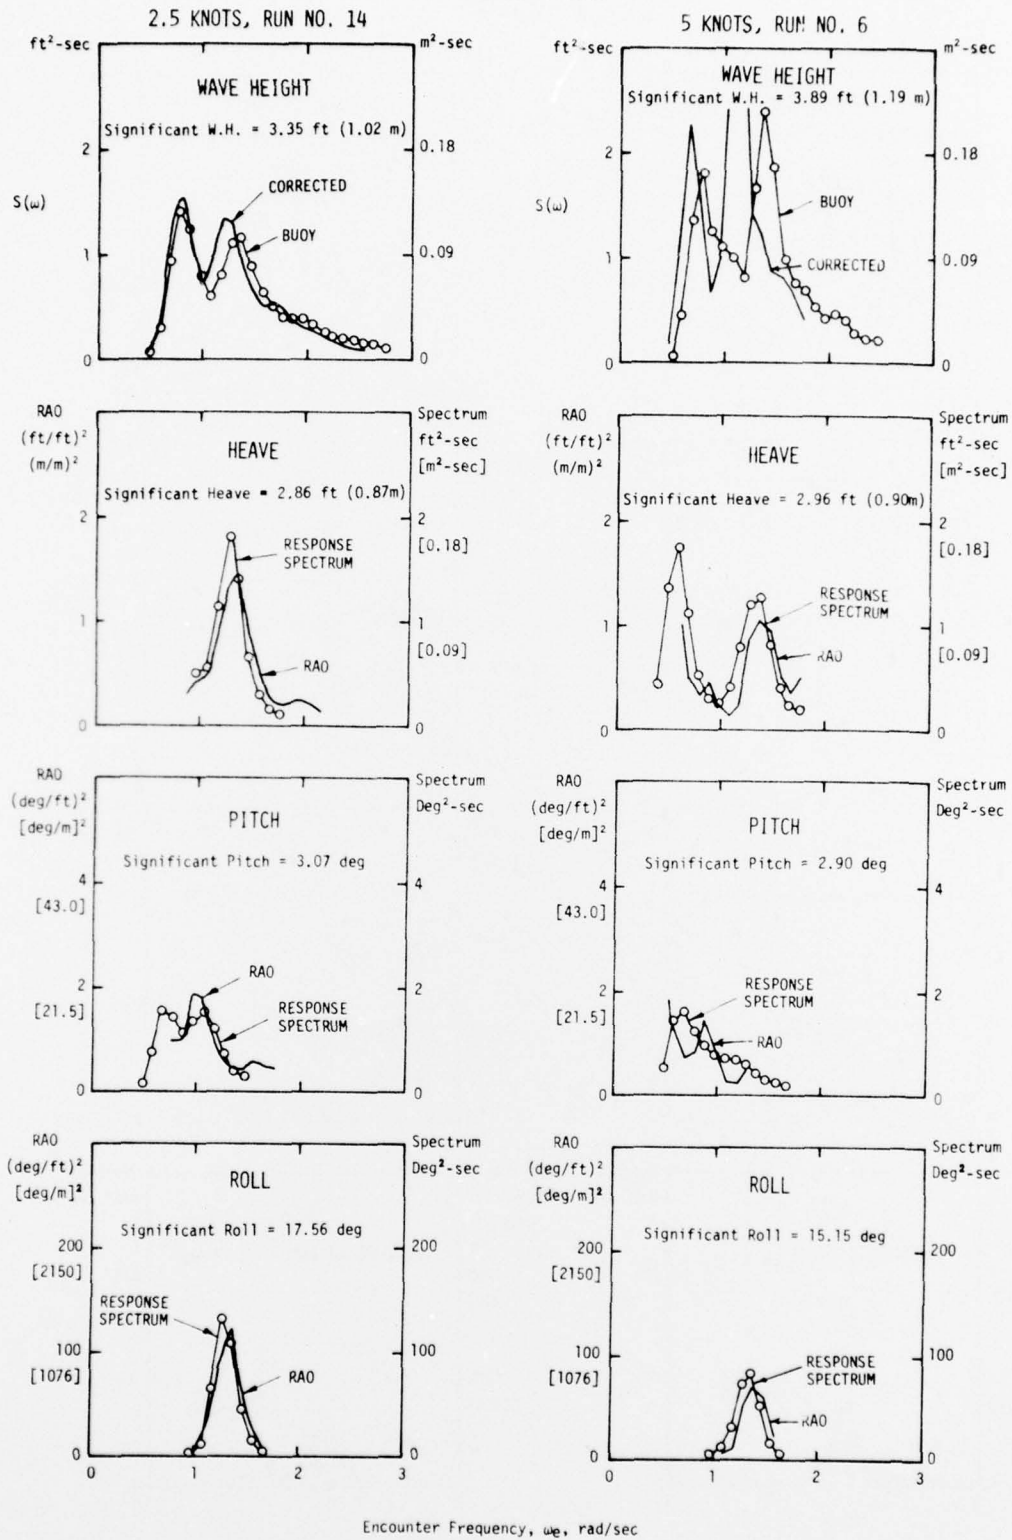 2.5 KNOTS, RUN NO. 14
ft²-sec
m²-sec
WAVE HEIGHT
Significant W.H. = 3.35 ft (1.02 m)
2
0.18
CORRECTED
S(ω)
BUOY
1
0.09
0
0
5 KNOTS, RUN NO. 6
ft²-sec
m²-sec
WAVE HEIGHT
Significant W.H. = 3.89 ft (1.19 m)
2
0.18
S(ω)
BUOY
1
CORRECTED
0.09
0
0
RAO
(ft/ft)²
(m/m)²
Spectrum
ft²-sec
[m²-sec]
HEAVE
Significant Heave = 2.86 ft (0.87m)
2
2
[0.18]
RESPONSE
SPECTRUM
1
1
[0.09]
RAO
0
0
RAO
(ft/ft)²
(m/m)²
Spectrum
ft²-sec
[m²-sec]
HEAVE
Significant Heave = 2.96 ft (0.90m)
2
2
[0.18]
RESPONSE
SPECTRUM
1
1
[0.09]
RAO
0
0
RAO
(deg/ft)²
[deg/m]²
Spectrum
Deg²-sec
PITCH
Significant Pitch = 3.07 deg
4
[43.0]
4
RAO
2
[21.5]
2
RESPONSE
SPECTRUM
0
0
RAO
(deg/ft)²
[deg/m]²
Spectrum
Deg²-sec
PITCH
Significant Pitch = 2.90 deg
4
[43.0]
4
RESPONSE
SPECTRUM
2
[21.5]
2
RAO
0
0
RAO
(deg/ft)²
[deg/m]²
Spectrum
Deg²-sec
ROLL
Significant Roll = 17.56 deg
200
[2150]
200
RESPONSE
SPECTRUM
100
[1076]
100
RAO
0
0
0 1 2 3
RAO
(deg/ft)²
[deg/m]²
Spectrum
Deg²-sec
ROLL
Significant Roll = 15.15 deg
200
[2150]
200
RESPONSE
SPECTRUM
100
[1076]
100
RAO
0
0
0 1 2 3
Encounter Frequency, ωe, rad/sec